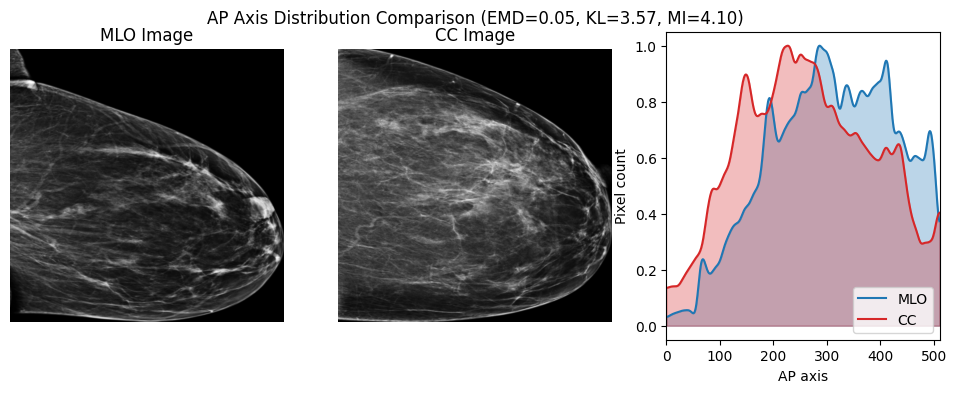 AP Axis Distribution Comparison (EMD=0.05, KL=3.57, MI=4.10)
MLO Image
CC Image
1.0
0.8
0.6
0.4
0.2
0.0
Pixel count
0 100 200 300 400 500
AP axis
MLO
CC